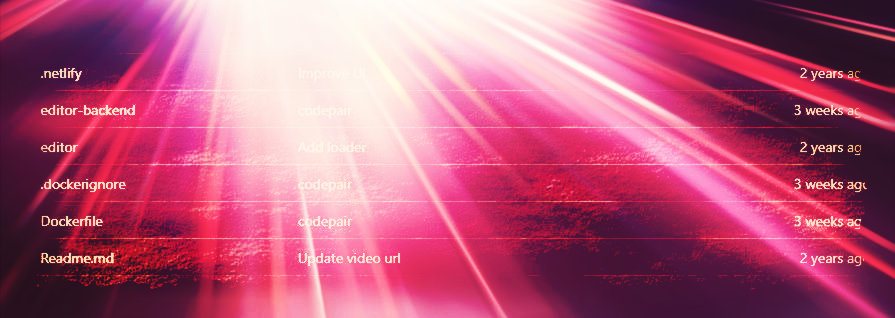 .netlify Improve UI 2 years ag
editor-backend codepair 3 weeks ag
editor Add loader 2 years ag
.dockerignore codepair 3 weeks ago
Dockerfile codepair 3 weeks ag
Readme.md Update video url 2 years ag